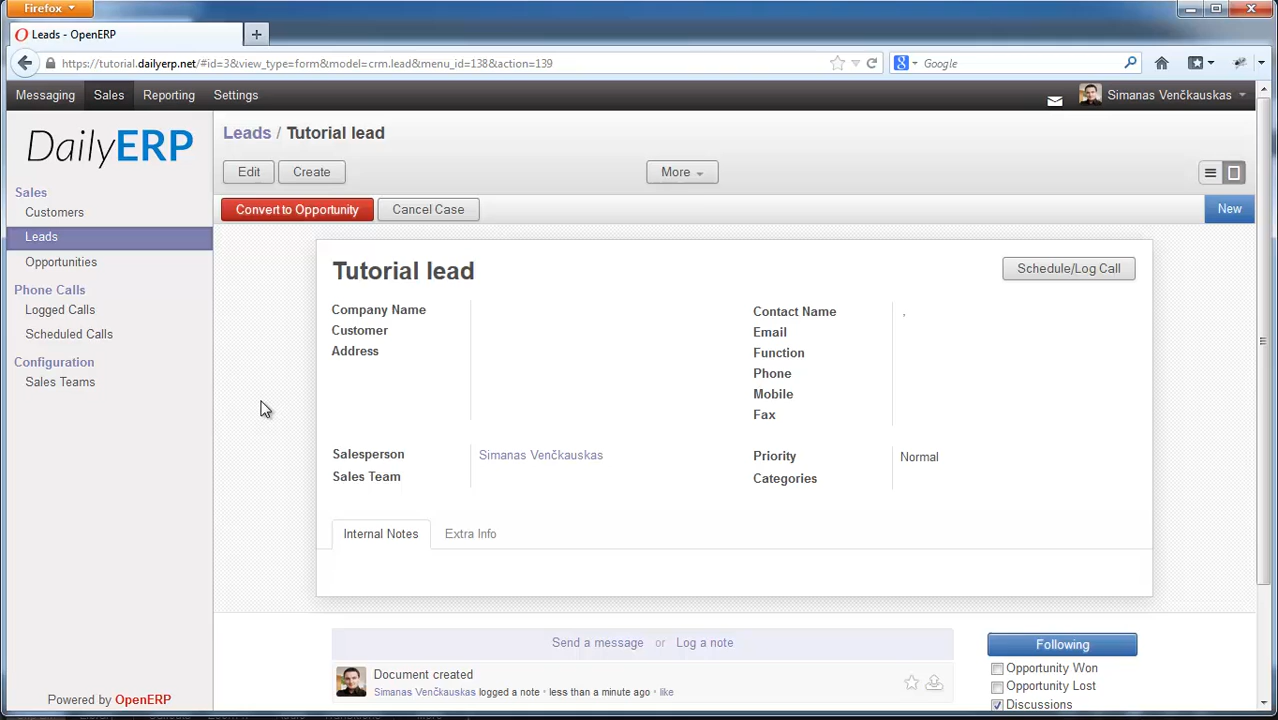 Firefox
Leads - OpenERP
https://tutorial.dailyerp.net/#id=3&view_type=form&model=crm.lead&menu_id=138&action=139
Google
Messaging Sales Reporting Settings
Simanas Venčkauskas
DailyERP
Leads / Tutorial lead
Edit Create
More
Convert to Opportunity Cancel Case
New
Sales
Customers
Leads
Opportunities
Phone Calls
Logged Calls
Scheduled Calls
Configuration
Sales Teams
Powered by OpenERP
Tutorial lead
Schedule/Log Call
Company Name
Customer
Address
Contact Name ,
Email
Function
Phone
Mobile
Fax
Salesperson Simanas Venčkauskas
Sales Team
Priority Normal
Categories
Internal Notes Extra Info
Send a message or Log a note
Document created
Simanas Venčkauskas logged a note • less than a minute ago • like
Following
Opportunity Won
Opportunity Lost
Discussions